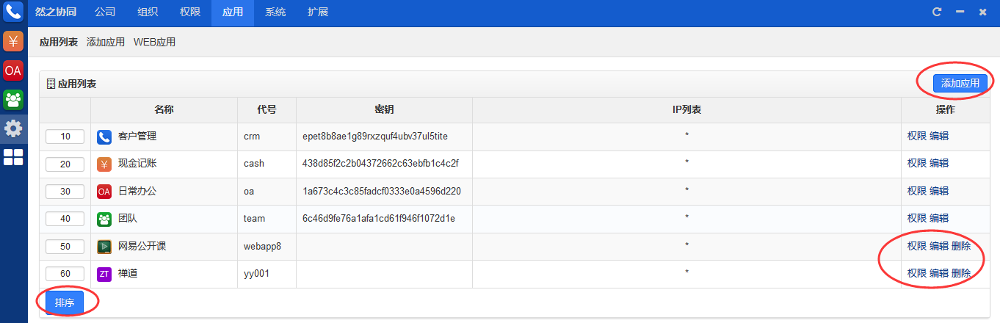 然之协同 公司 组织 权限 应用 系统 扩展
应用列表 添加应用 WEB应用
应用列表 添加应用
名称 代号 密钥 IP列表 操作
10 客户管理 crm epet8b8ae1g89rxzquf4ubv37ul5tite * 权限 编辑
20 ¥ 现金记账 cash 438d85f2c2b04372662c63ebfb1c4c2f * 权限 编辑
30 OA 日常办公 oa 1a673c4c3c85fadcf0333e0a4596d220 * 权限 编辑
40 团队 team 6c46d9fe76a1afa1cd61f946f1072d1e * 权限 编辑
50 网易公开课 webapp8 * 权限 编辑 删除
60 ZT 禅道 yy001 * 权限 编辑 删除
排序
¥
OA